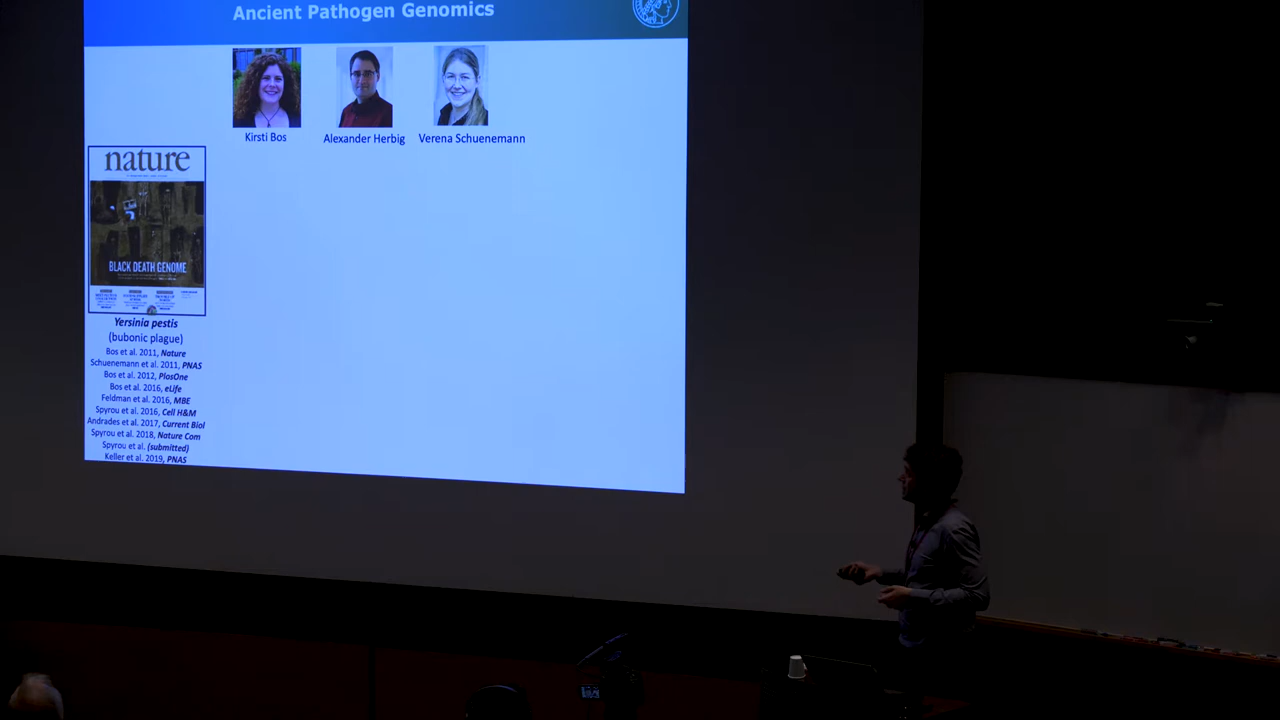 Ancient Pathogen Genomics
Kirsti Bos
Alexander Herbig
Verena Schuenemann
nature
BLACK DEATH GENOME
Yersinia pestis
(bubonic plague)
Bos et al. 2011, Nature
Schuenemann et al. 2011, PNAS
Bos et al. 2012, PlosOne
Bos et al. 2016, eLife
Feldman et al. 2016, MBE
Spyrou et al. 2016, Cell H&M
Andrades et al. 2017, Current Biol
Spyrou et al. 2018, Nature Com
Spyrou et al. (submitted)
Keller et al. 2019, PNAS